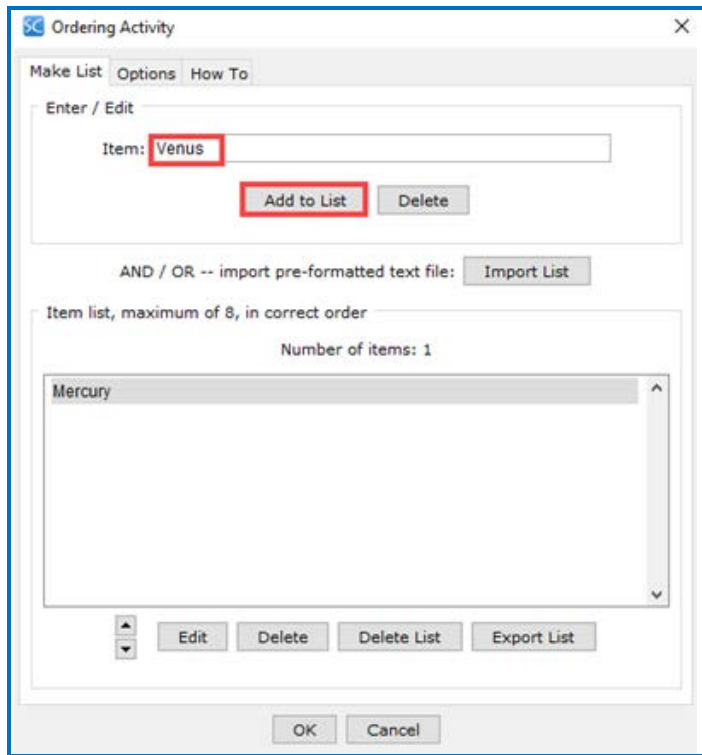 SC Ordering Activity
Make List Options How To
Enter / Edit
Item: Venus
Add to List Delete
AND / OR -- import pre-formatted text file: Import List
Item list, maximum of 8, in correct order
Number of items: 1
Mercury
Edit Delete Delete List Export List
OK Cancel